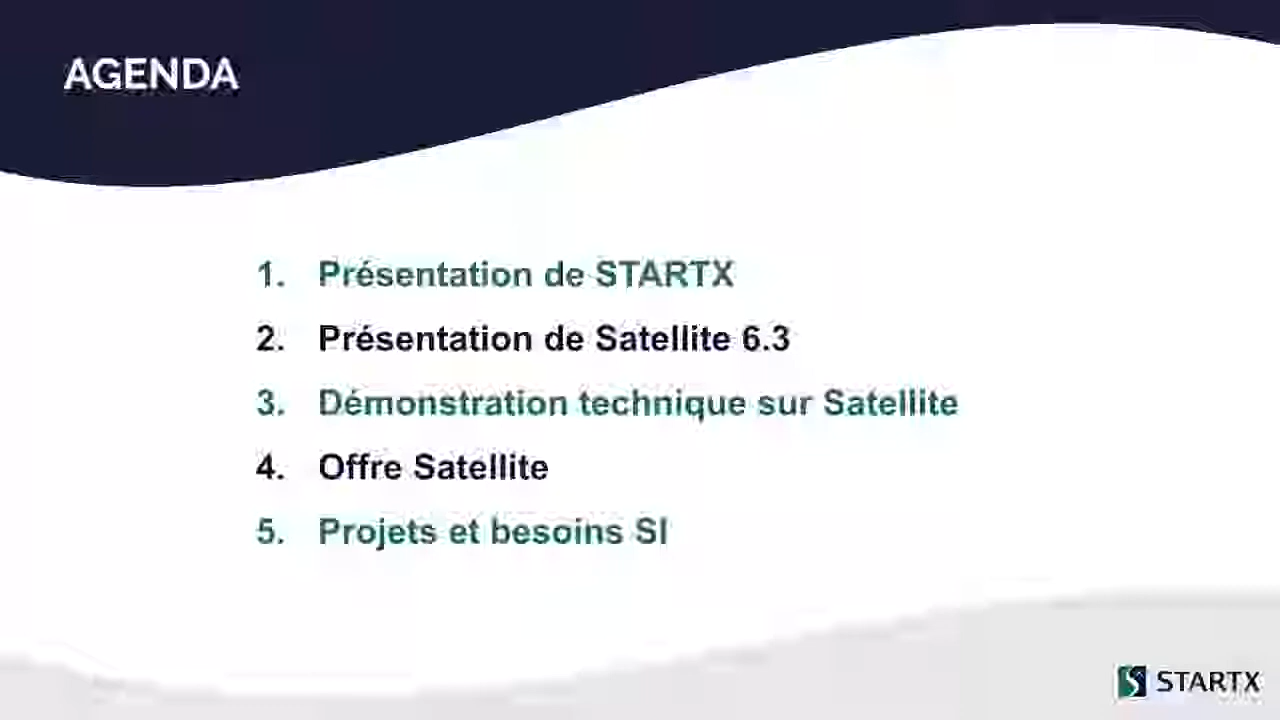 AGENDA
1. Présentation de STARTX
2. Présentation de Satellite 6.3
3. Démonstration technique sur Satellite
4. Offre Satellite
5. Projets et besoins SI
STARTX